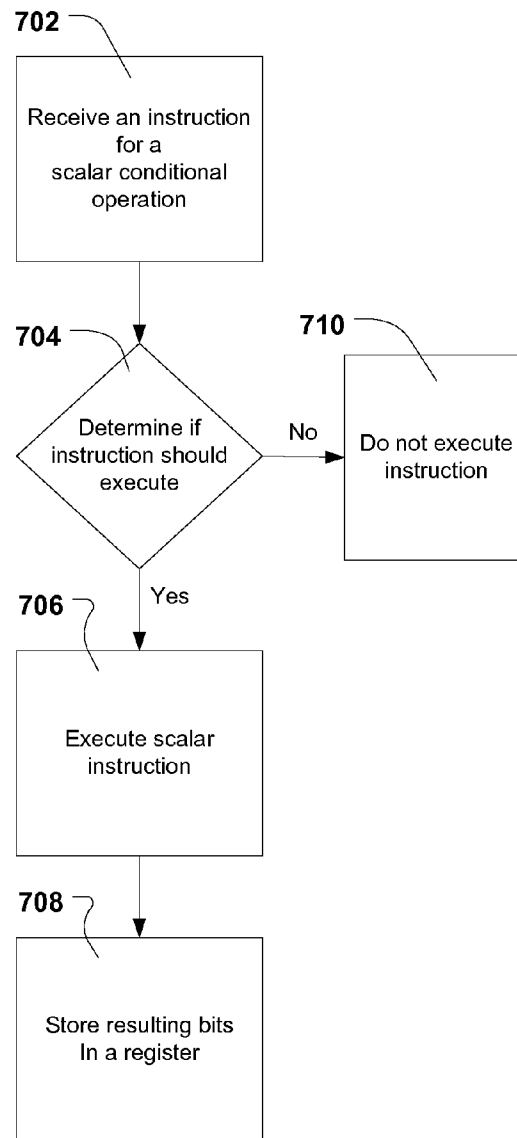 702
Receive an instruction
for a
scalar conditional
operation
704
Determine if
instruction should
execute
No
710
Do not execute
instruction
Yes
706
Execute scalar
instruction
708
Store resulting bits
In a register